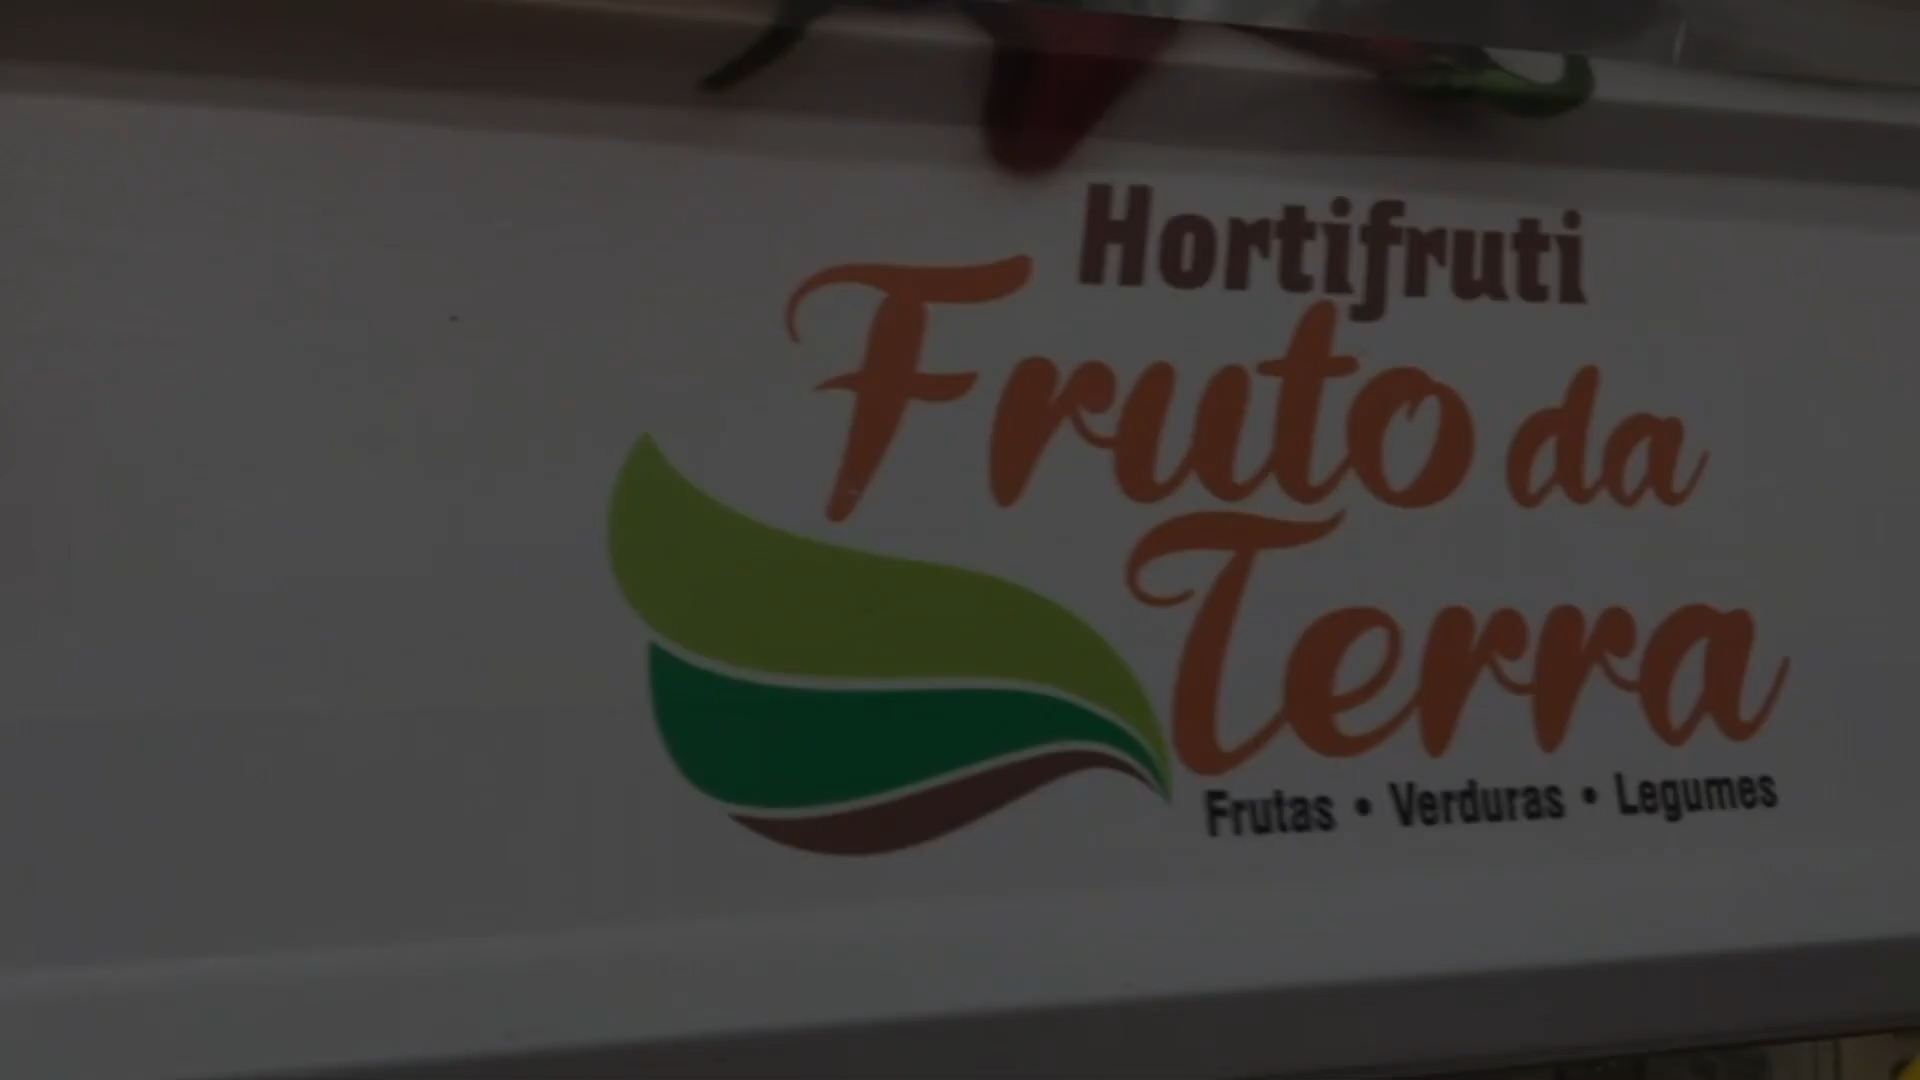 Hortifruti
Fruto da
Terra
Frutas • Verduras • Legumes